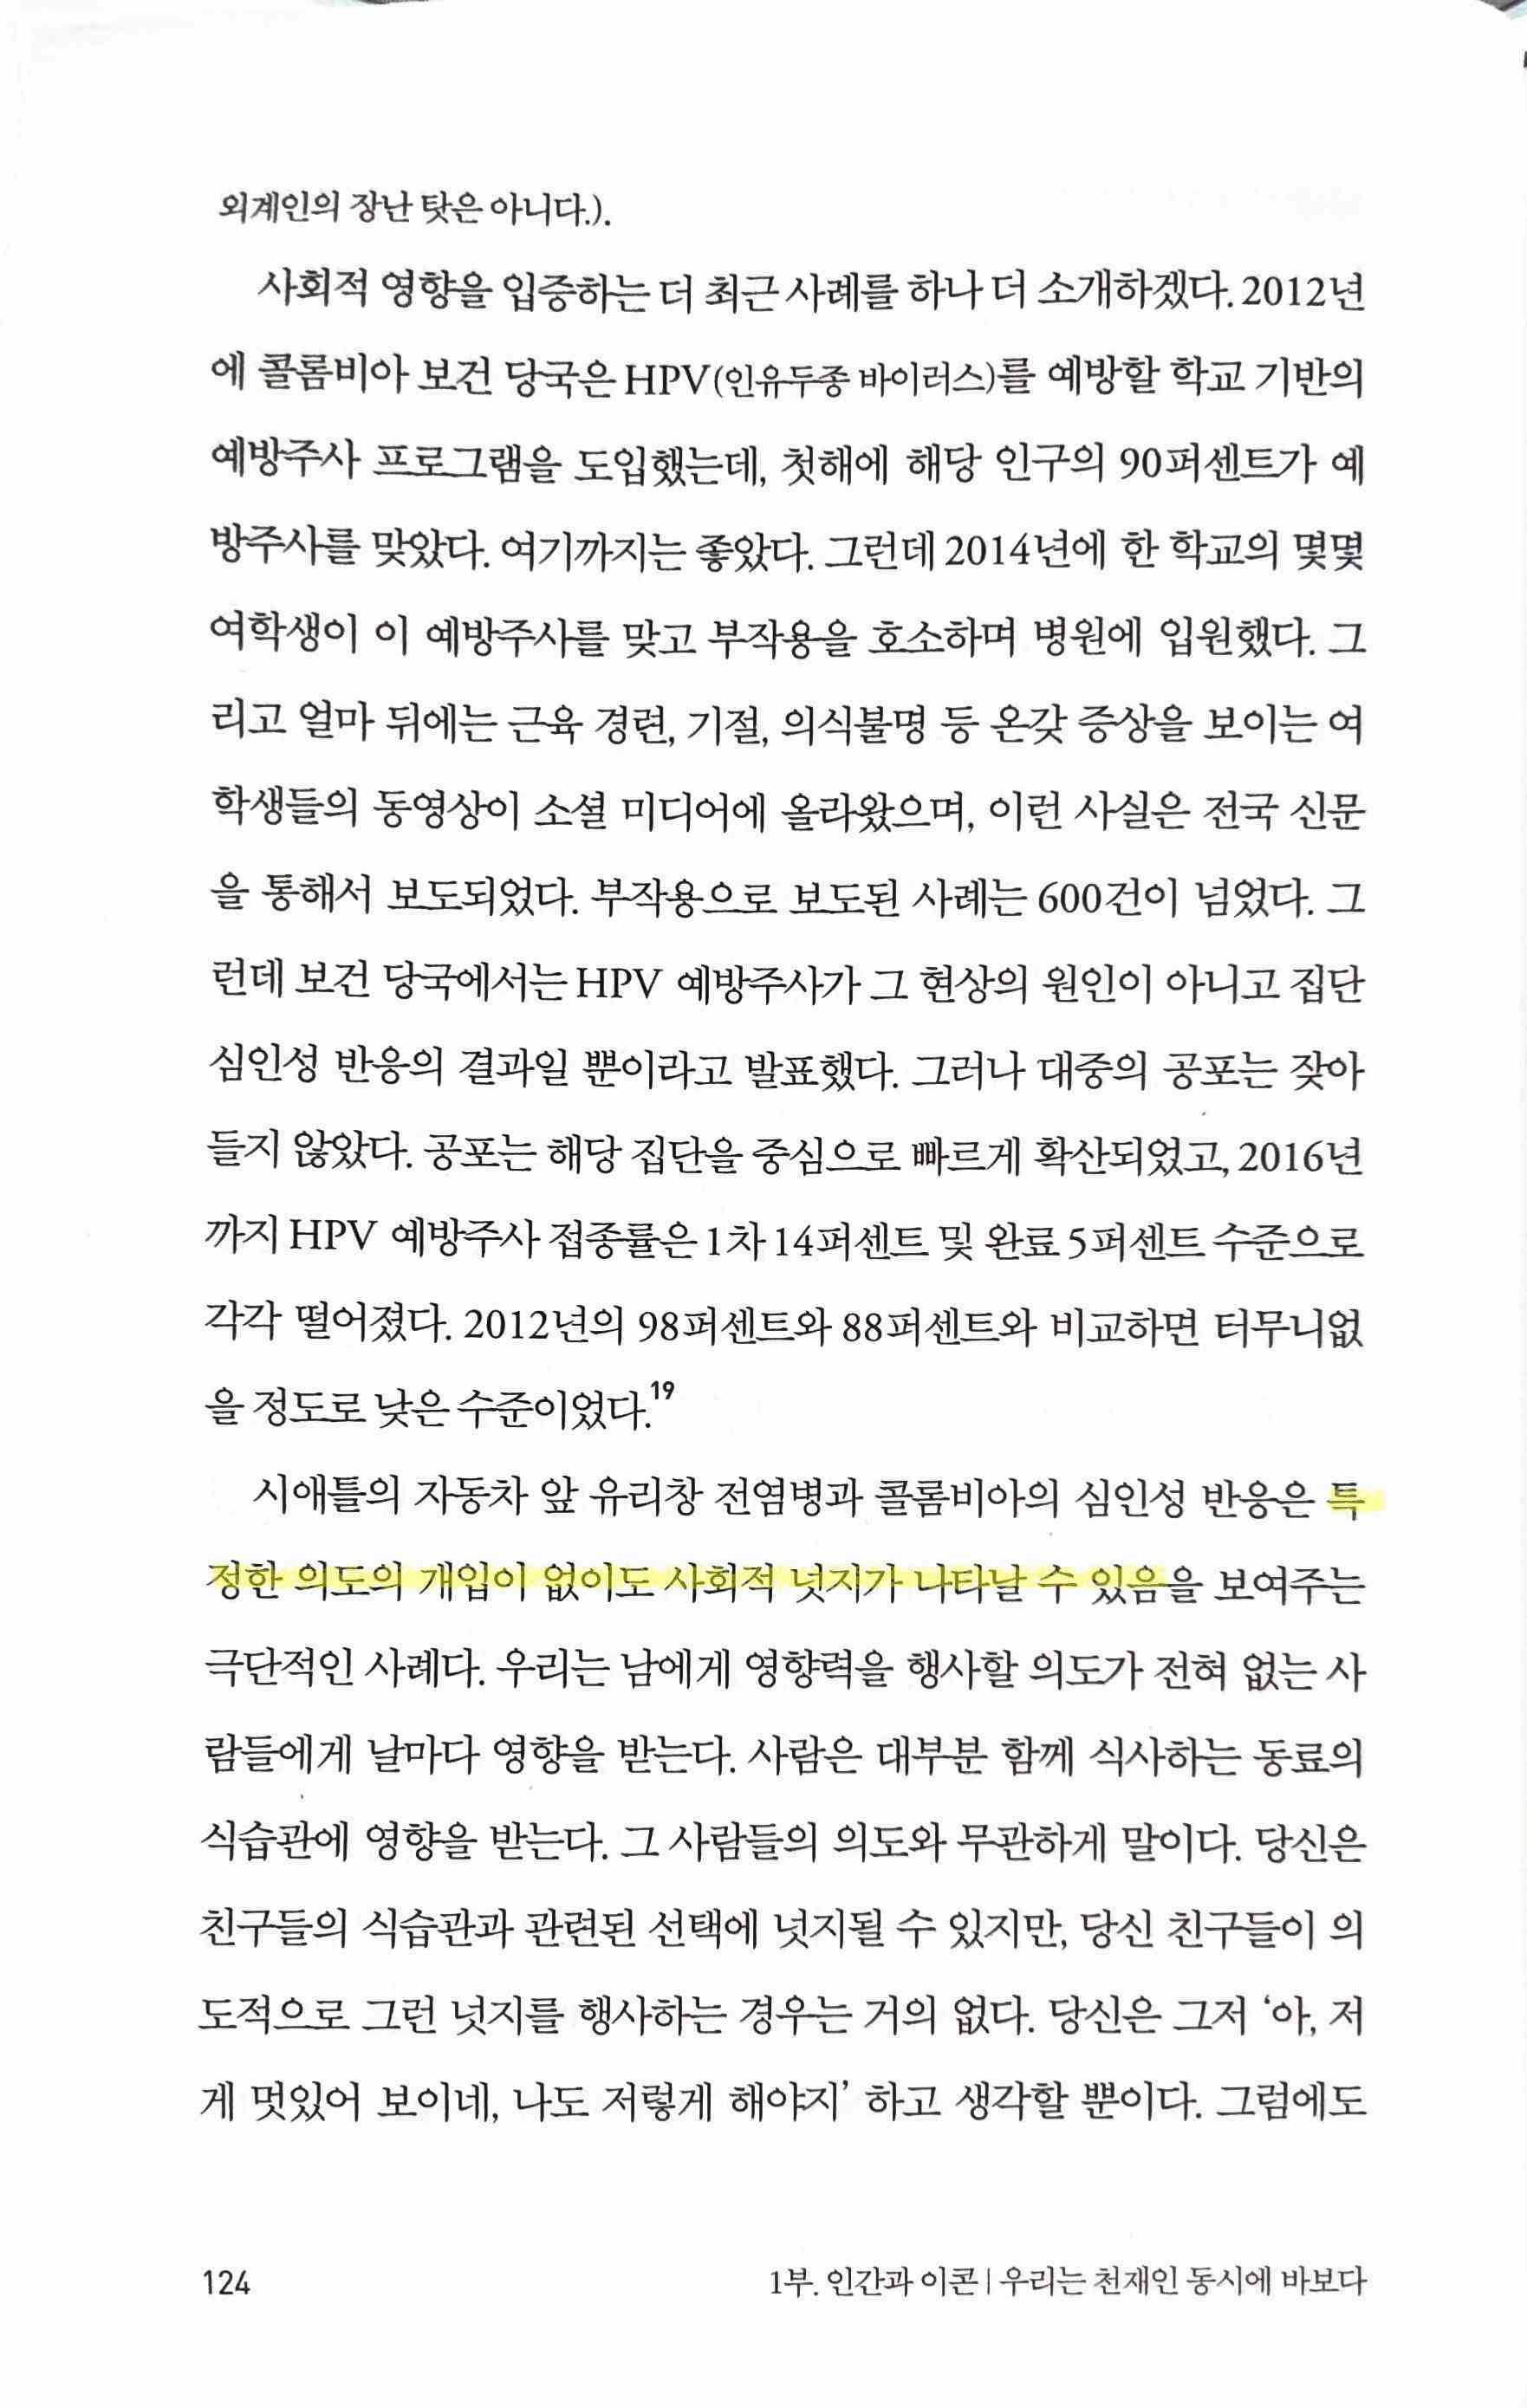 외계인의 장난 탓은 아니다.).
사회적 영향을 입증하는 더 최근 사례를 하나 더 소개하겠다. 2012년
에 콜롬비아 보건 당국은 HPV(인유두종 바이러스)를 예방할 학교 기반의
예방주사 프로그램을 도입했는데, 첫해에 해당 인구의 90퍼센트가 예
방주사를 맞았다. 여기까지는 좋았다. 그런데 2014년에 한 학교의 몇몇
여학생이 이 예방주사를 맞고 부작용을 호소하며 병원에 입원했다. 그
리고 얼마 뒤에는 근육 경련, 기절, 의식불명 등 온갖 증상을 보이는 여
학생들의 동영상이 소셜 미디어에 올라왔으며, 이런 사실은 전국 신문
을 통해서 보도되었다. 부작용으로 보도된 사례는 600건이 넘었다. 그
런데 보건 당국에서는 HPV 예방주사가 그 현상의 원인이 아니고 집단
심인성 반응의 결과일 뿐이라고 발표했다. 그러나 대중의 공포는 잦아
들지 않았다. 공포는 해당 집단을 중심으로 빠르게 확산되었고, 2016년
까지 HPV 예방주사 접종률은 1차 14퍼센트 및 완료 5퍼센트 수준으로
각각 떨어졌다. 2012년의 98퍼센트와 88퍼센트와 비교하면 터무니없
을 정도로 낮은 수준이었다.19
시애틀의 자동차 앞 유리창 전염병과 콜롬비아의 심인성 반응은 특
정한 의도의 개입이 없이도 사회적 넛지가 나타날 수 있음을 보여주는
극단적인 사례다. 우리는 남에게 영향력을 행사할 의도가 전혀 없는 사
람들에게 날마다 영향을 받는다. 사람은 대부분 함께 식사하는 동료의
식습관에 영향을 받는다. 그 사람들의 의도와 무관하게 말이다. 당신은
친구들의 식습관과 관련된 선택에 넛지될 수 있지만, 당신 친구들이 의
도적으로 그런 넛지를 행사하는 경우는 거의 없다. 당신은 그저 ‘아, 저
게 멋있어 보이네, 나도 저렇게 해야지’ 하고 생각할 뿐이다. 그럼에도
124
1부. 인간과 이콘 | 우리는 천재인 동시에 바보다